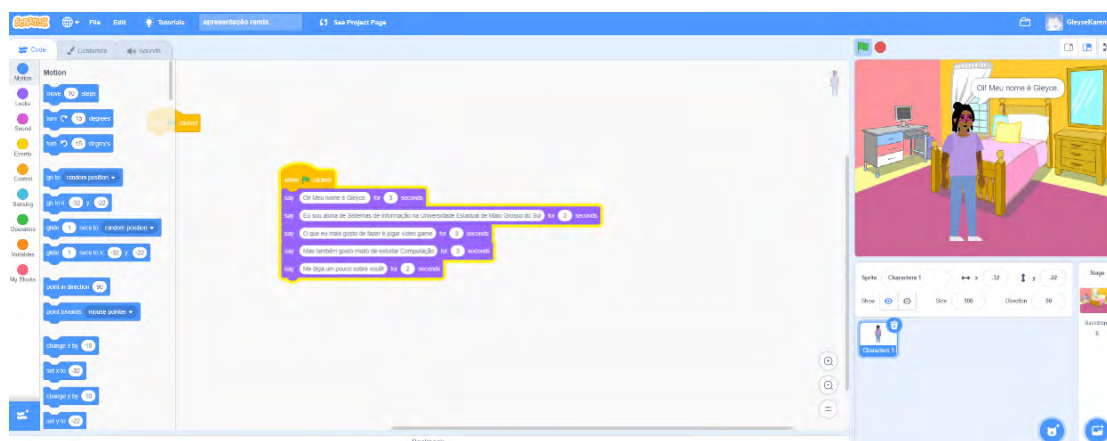 SCRATCH File Edit Tutorials apresentação remix See Project Page GleyceKaren
Code Costumes Sounds
Motion
Looks
Sound
Events
Control
Sensing
Operators
Variables
My Blocks
Motion
move 10 steps
turn 15 degrees
turn 15 degrees
go to random position
go to x: -32 y: -22
glide 1 secs to random position
glide 1 secs to x: -32 y: -22
point in direction 90
point towards mouse-pointer
change x by 10
set x to -32
change y by 10
set y to -22
clicked
when clicked
say Oi! Meu nome é Gleyce. for 3 seconds
say Eu sou aluna de Sistemas de Informação na Universidade Estadual de Mato Grosso do Sul for 3 seconds
say O que eu mais gosto de fazer é jogar video game for 3 seconds
say Mas também gosto muito de estudar Computação for 3 seconds
say Me diga um pouco sobre você? for 2 seconds
Oi! Meu nome é Gleyce.
Sprite Characters 1 x -32 y -22
Show Size 100 Direction 90
Characters 1
Stage